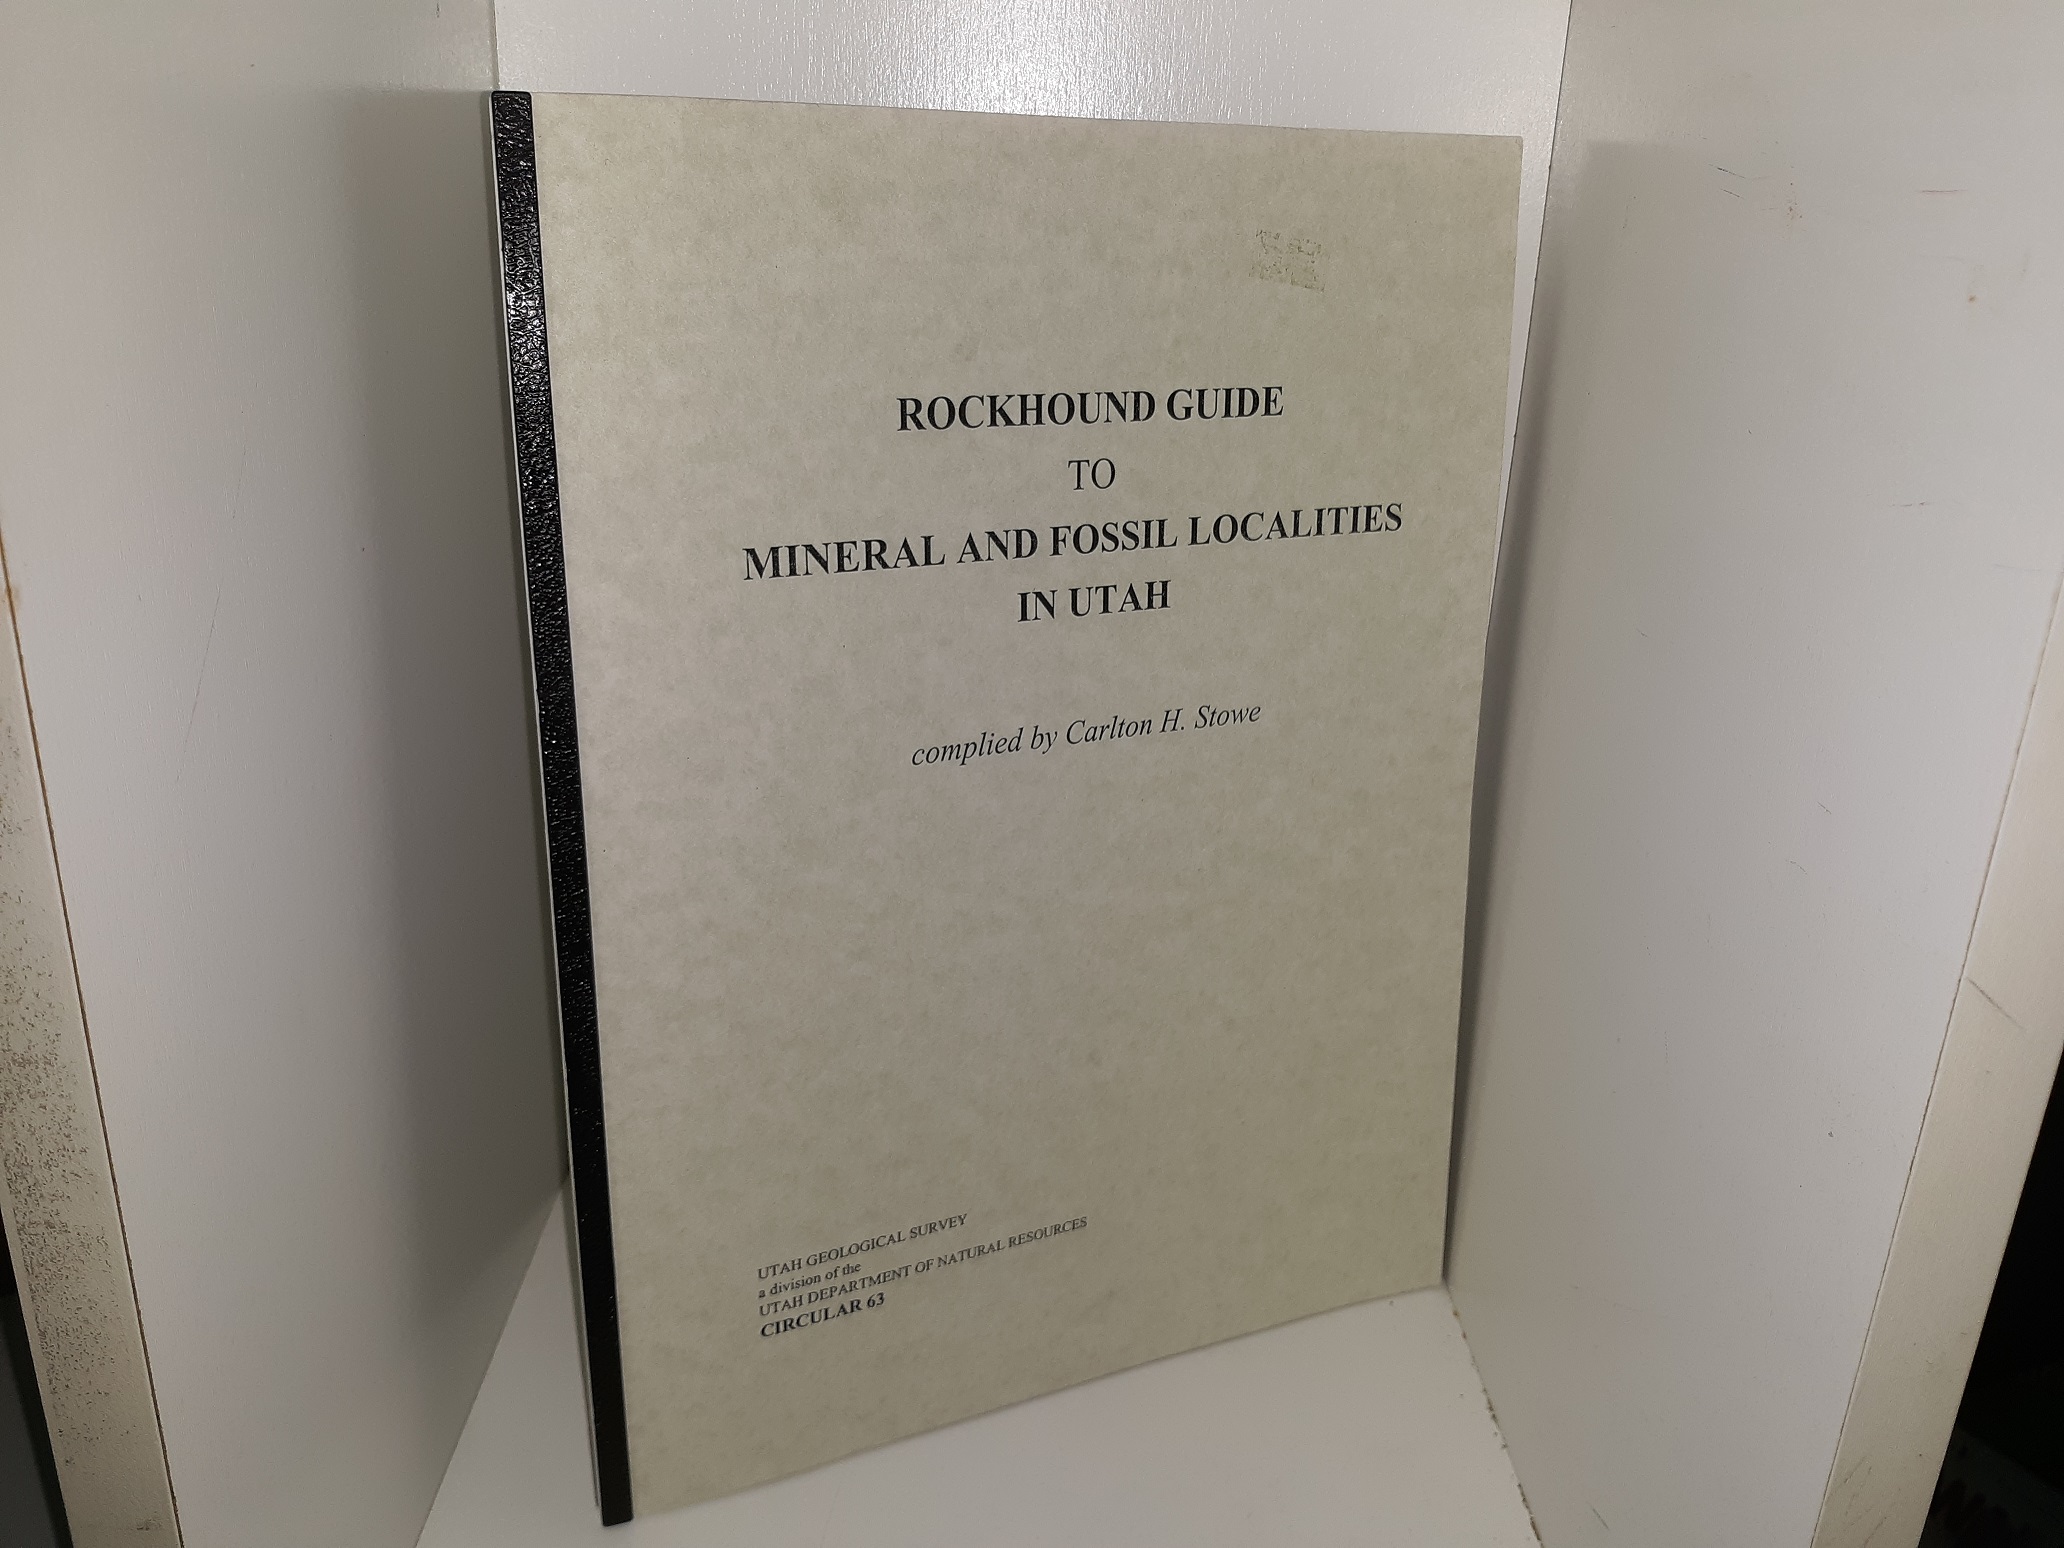 ROCKHOUND GUIDE
TO
MINERAL AND FOSSIL LOCALITIES
IN UTAH
complied by Carlton H. Stowe
UTAH GEOLOGICAL SURVEY
a division of the
UTAH DEPARTMENT OF NATURAL RESOURCES
CIRCULAR 63